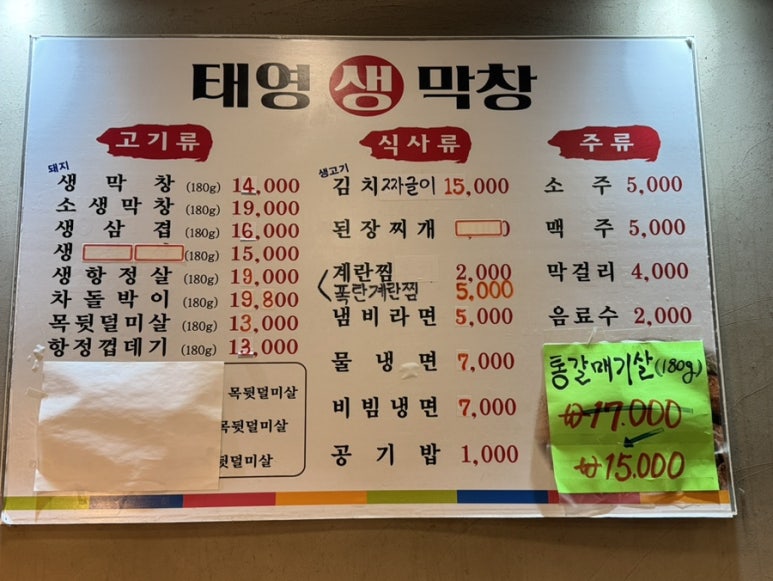 태영 생 막창
고기류
돼지
생 막 창 (180g) 14,000
소 생 막 창 (180g) 19,000
생 삼 겹 (180g) 16,000
생 (180g) 15,000
생 항 정 살 (180g) 19,000
차 돌 박 이 (180g) 19,800
목 뒷 덜 미 살 (180g) 13,000
항 정 껍 데 기 (180g) 13,000
목뒷덜미살
목뒷덜미살
뒷덜미살
식사류
생고기
김 치 짜글이 15,000
된 장 찌 개
계란찜 2,000
폭탄계란찜 5,000
냄 비 라 면 5,000
물 냉 면 7,000
비 빔 냉 면 7,000
공 기 밥 1,000
주류
소 주 5,000
맥 주 5,000
막걸리 4,000
음료수 2,000
통갈매기살(180g)
₩17.000
₩15.000